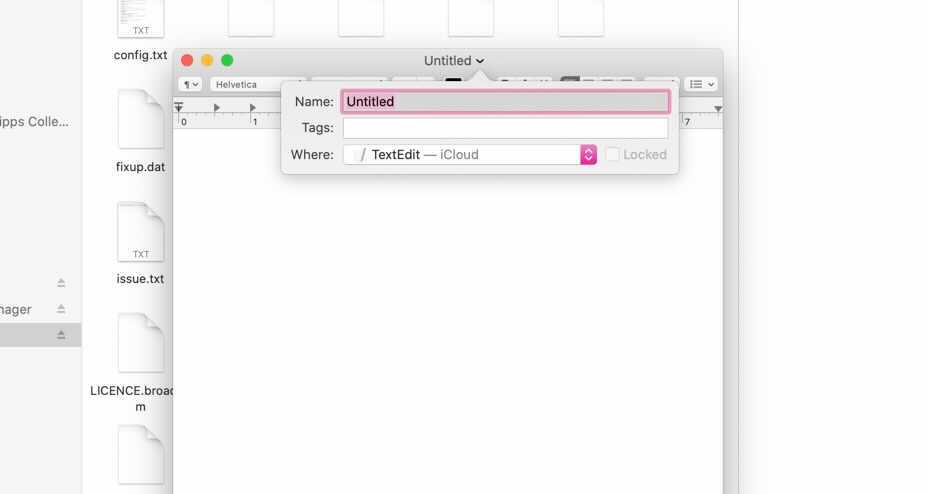 TXT
config.txt
Untitled
¶
Helvetica
Name: Untitled
ipps Colle...
0 1 7
Tags:
Where: TextEdit — iCloud Locked
fixup.dat
TXT
issue.txt
nager
LICENCE.broadc
m